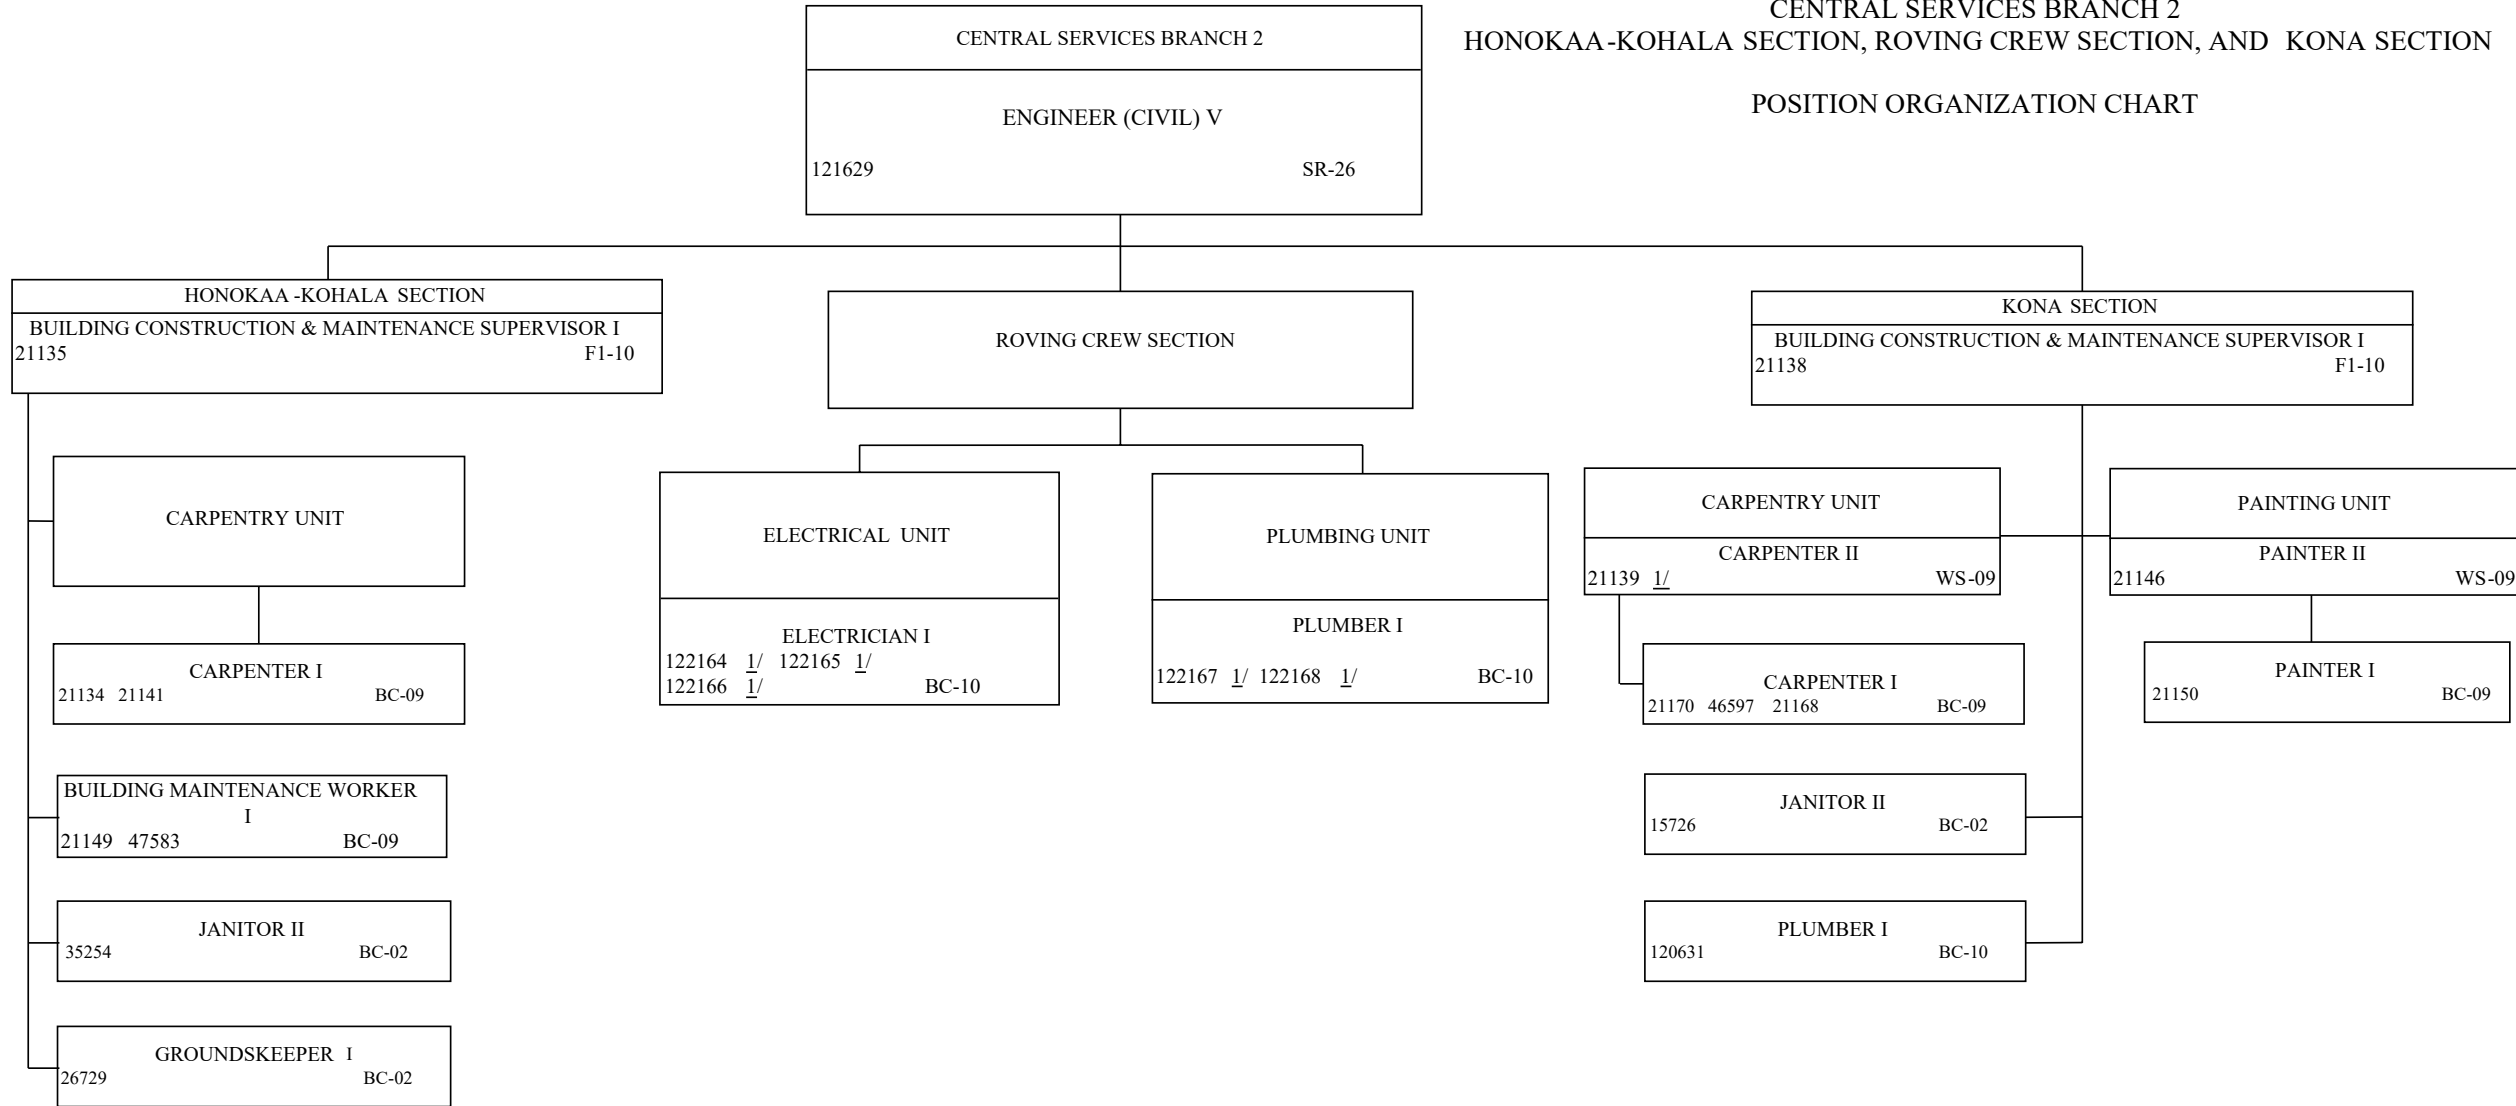 CENTRAL SERVICES BRANCH 2
HONOKAA-KOHALA SECTION, ROVING CREW SECTION, AND KONA SECTION
POSITION ORGANIZATION CHART
CENTRAL SERVICES BRANCH 2
ENGINEER (CIVIL) V
121629 SR-26
HONOKAA -KOHALA SECTION
BUILDING CONSTRUCTION & MAINTENANCE SUPERVISOR I
21135 F1-10
CARPENTRY UNIT
CARPENTER I
21134 21141 BC-09
BUILDING MAINTENANCE WORKER
I
21149 47583 BC-09
JANITOR II
35254 BC-02
GROUNDSKEEPER I
26729 BC-02
ROVING CREW SECTION
ELECTRICAL UNIT
ELECTRICIAN I
122164 1/ 122165 1/
122166 1/ BC-10
PLUMBING UNIT
PLUMBER I
122167 1/ 122168 1/ BC-10
KONA SECTION
BUILDING CONSTRUCTION & MAINTENANCE SUPERVISOR I
21138 F1-10
CARPENTRY UNIT
CARPENTER II
21139 1/ WS-09
CARPENTER I
21170 46597 21168 BC-09
PAINTING UNIT
PAINTER II
21146 WS-09
PAINTER I
21150 BC-09
JANITOR II
15726 BC-02
PLUMBER I
120631 BC-10